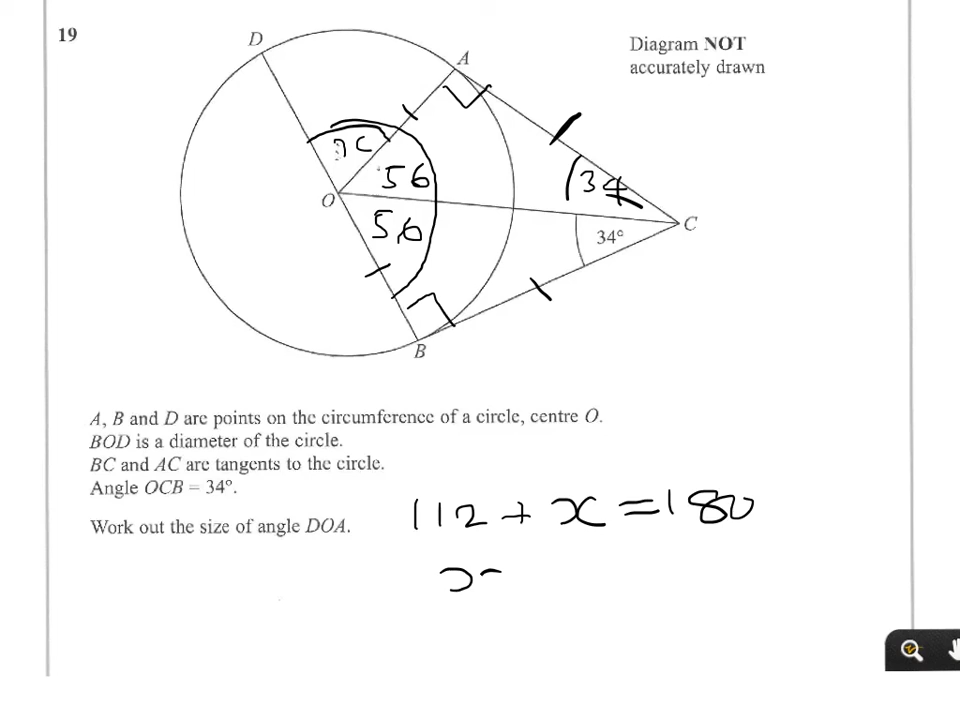 19
D
A
Diagram NOT
accurately drawn
x
56
34
O
C
56
34°
B
A, B and D are points on the circumference of a circle, centre O.
BOD is a diameter of the circle.
BC and AC are tangents to the circle.
Angle OCB = 34°.
112 + x = 180
Work out the size of angle DOA.